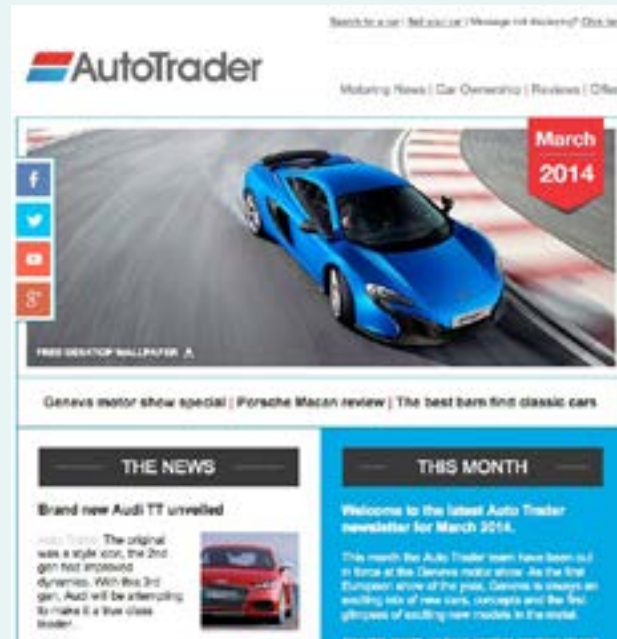 Search for a car | Sell your car | Message not displaying? Click here
AutoTrader
Motoring News | Car Ownership | Reviews | Offers
March
2014
FREE DESKTOP WALLPAPER
Geneva motor show special | Porsche Macan review | The best barn find classic cars
THE NEWS
Brand new Audi TT unveiled
Auto Trader The original
was a style icon, the 2nd
gen had improved
dynamics. With this 3rd
gen, Audi will be attempting
to make it a true class
leader.
THIS MONTH
Welcome to the latest Auto Trader
newsletter for March 2014.
This month the Auto Trader team have been out
in force at the Geneva motor show. As the first
European show of the year, Geneva is always an
exciting mix of new cars, concepts and the first
glimpses of exciting new models in the metal.